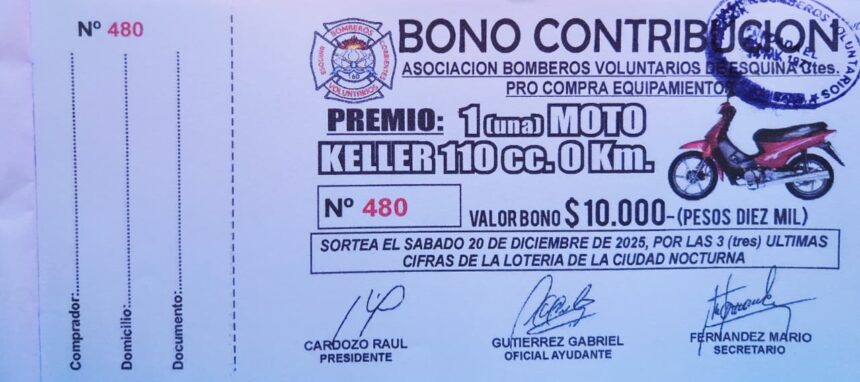 Nº 480
Comprador:
Domicilio:
Documento:
BOMBEROS
VOLUNTARIOS
CORRIENTES
BONO CONTRIBUCION
ASOCIACION BOMBEROS VOLUNTARIOS DE ESQUINA Ctes.
PRO COMPRA EQUIPAMIENTO
PREMIO: 1 (una) MOTO
KELLER 110 cc. 0 Km.
Nº 480
VALOR BONO $ 10.000-(PESOS DIEZ MIL)
SORTEA EL SABADO 20 DE DICIEMBRE DE 2025, POR LAS 3 (tres) ULTIMAS
CIFRAS DE LA LOTERIA DE LA CIUDAD NOCTURNA
CARDOZO RAUL
PRESIDENTE
GUTIERREZ GABRIEL
OFICIAL AYUDANTE
FERNANDEZ MARIO
SECRETARIO